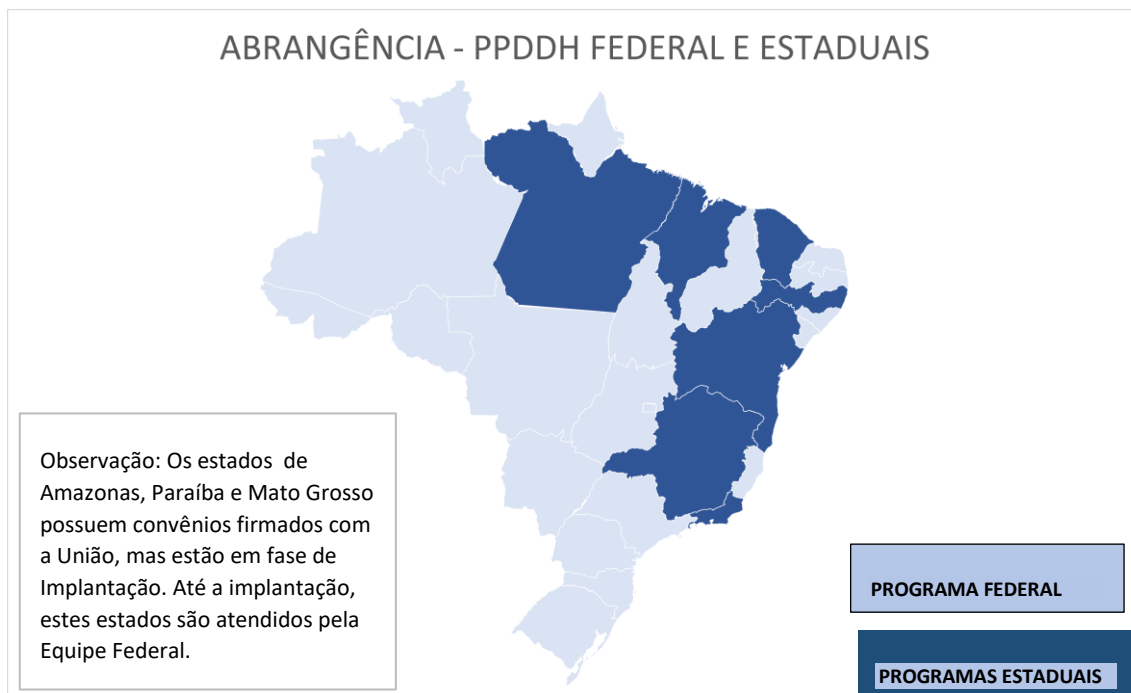 ABRANGÊNCIA - PPDDH FEDERAL E ESTADUAIS
Observação: Os estados de
Amazonas, Paraíba e Mato Grosso
possuem convênios firmados com
a União, mas estão em fase de
Implantação. Até a implantação,
estes estados são atendidos pela
Equipe Federal.
PROGRAMA FEDERAL
PROGRAMAS ESTADUAIS